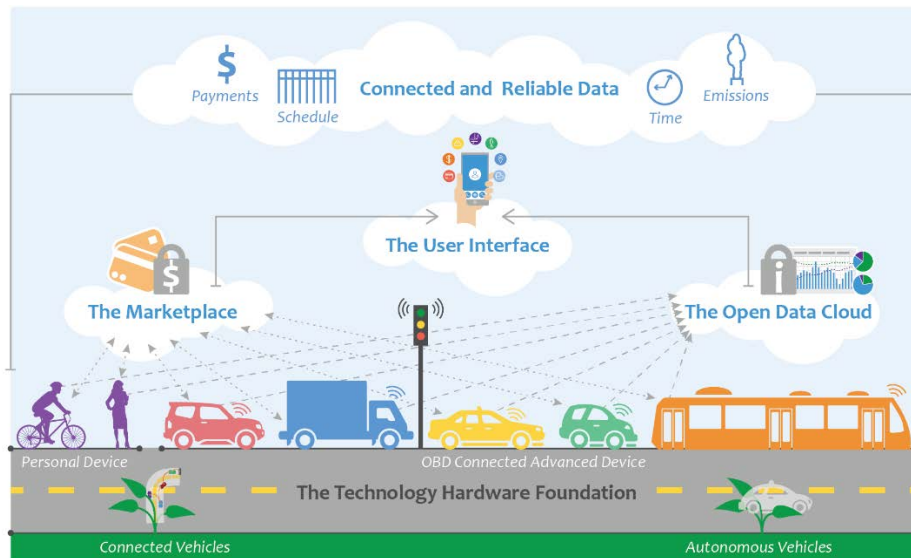 $
Payments
Schedule
Connected and Reliable Data
Time
Emissions
The User Interface
$
The Marketplace
i
The Open Data Cloud
Personal Device
OBD Connected Advanced Device
The Technology Hardware Foundation
Connected Vehicles
Autonomous Vehicles